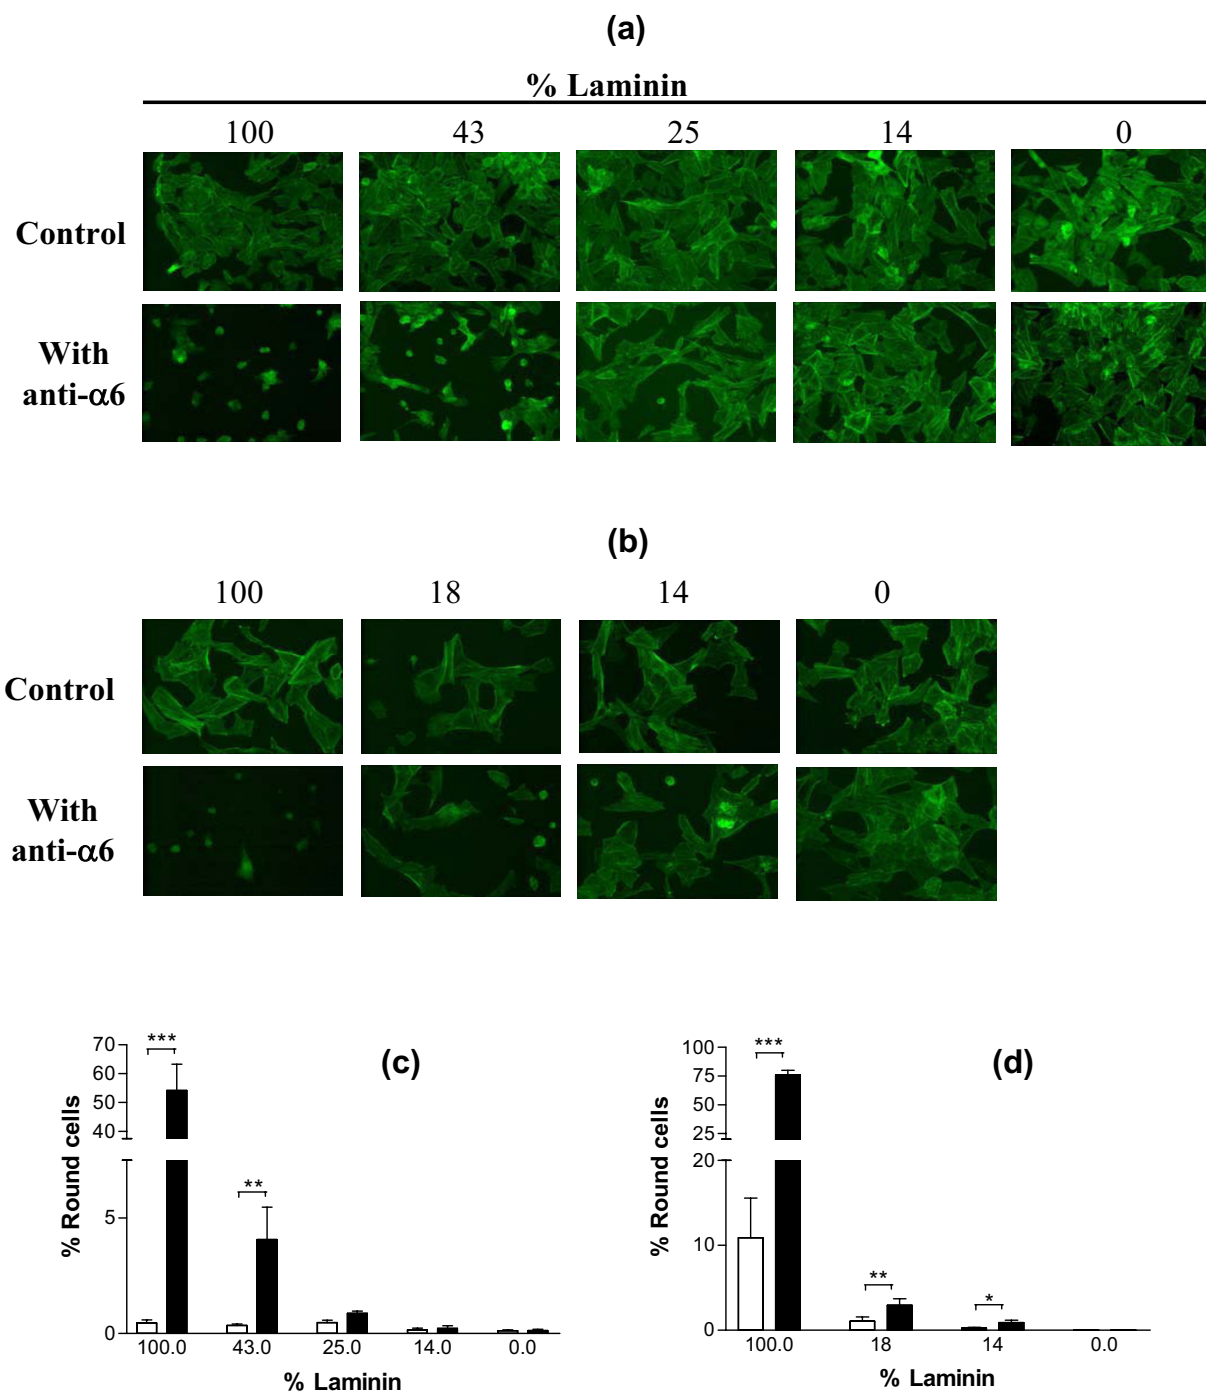 (a)
% Laminin
100 43 25 14 0
Control
With
anti-α6
(b)
100 18 14 0
Control
With
anti-α6
(c)
% Round cells
70
60
50
40
5
0
***
**
100.0 43.0 25.0 14.0 0.0
% Laminin
(d)
% Round cells
100
75
50
25
20
10
0
***
**
*
100.0 18 14 0.0
% Laminin